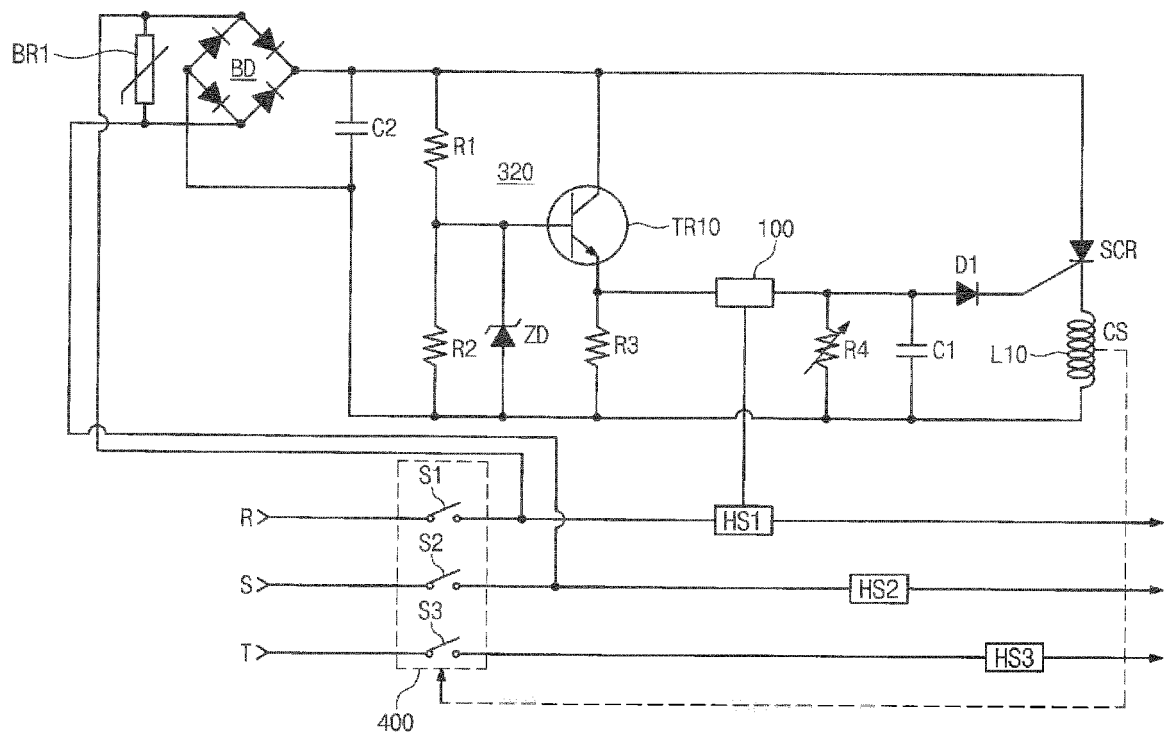 BR1
BD
C2
R1
320
TR10
100
SCR
D1
R2
ZD
R3
R4
C1
L10
CS
S1
R
HS1
S2
S
HS2
S3
T
HS3
400